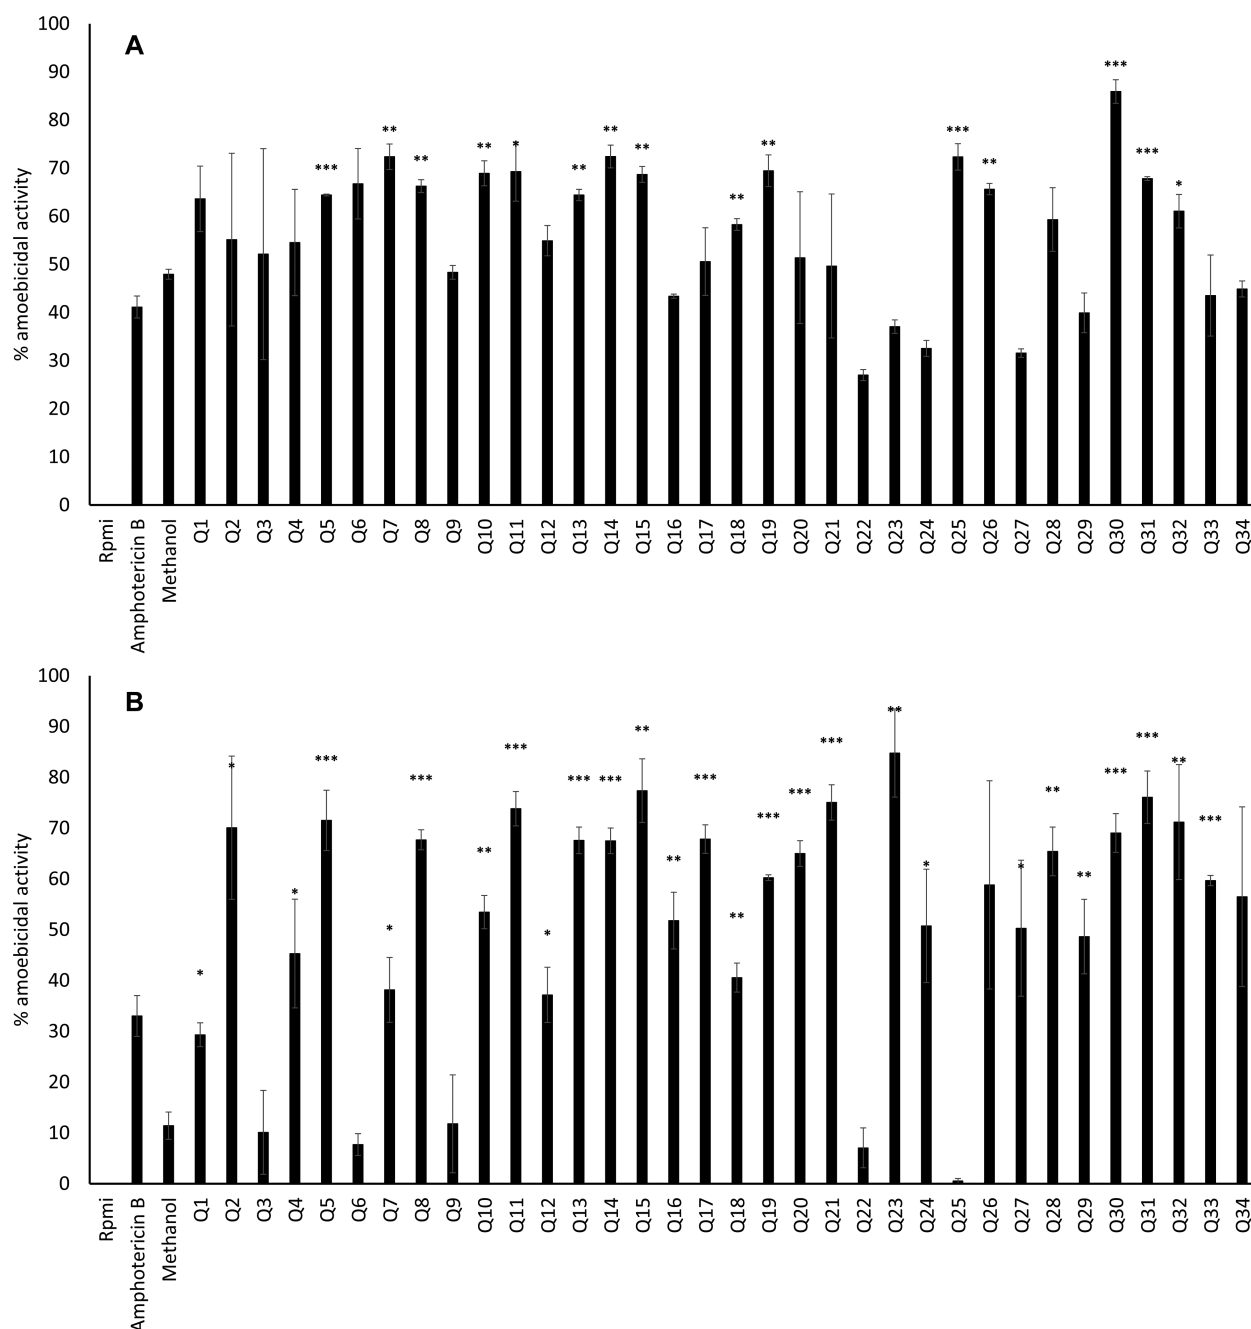 A
% amoebicidal activity
100
90
80
70
60
50
40
30
20
10
0
***
** ** ** * ** ** ** ** ** *** ** *** *** *
Rpmi Amphotericin B Methanol Q1 Q2 Q3 Q4 Q5 Q6 Q7 Q8 Q9 Q10 Q11 Q12 Q13 Q14 Q15 Q16 Q17 Q18 Q19 Q20 Q21 Q22 Q23 Q24 Q25 Q26 Q27 Q28 Q29 Q30 Q31 Q32 Q33 Q34
B
% amoebicidal activity
100
90
80
70
60
50
40
30
20
10
0
* * * *** * *** ** *** * *** *** ** ** *** ** *** *** *** ** * * ** ** *** *** ** ***
Rpmi Amphotericin B Methanol Q1 Q2 Q3 Q4 Q5 Q6 Q7 Q8 Q9 Q10 Q11 Q12 Q13 Q14 Q15 Q16 Q17 Q18 Q19 Q20 Q21 Q22 Q23 Q24 Q25 Q26 Q27 Q28 Q29 Q30 Q31 Q32 Q33 Q34